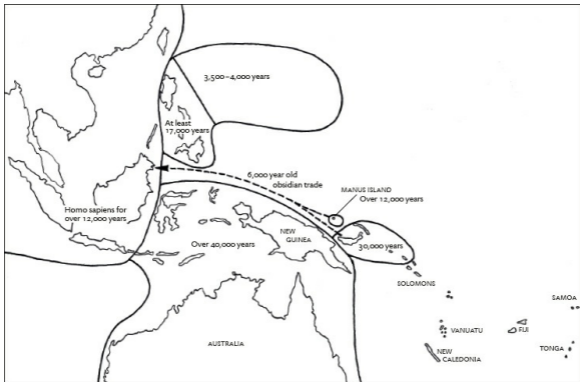 3,500–4,000 years
At least
17,000 years
6,000 year old
obsidian trade
MANUS ISLAND
Over 12,000 years
Homo sapiens for
over 12,000 years
Over 40,000 years
NEW
GUINEA
30,000 years
SOLOMONS
SAMOA
VANUATU
FIJI
NEW
CALEDONIA
TONGA
AUSTRALIA